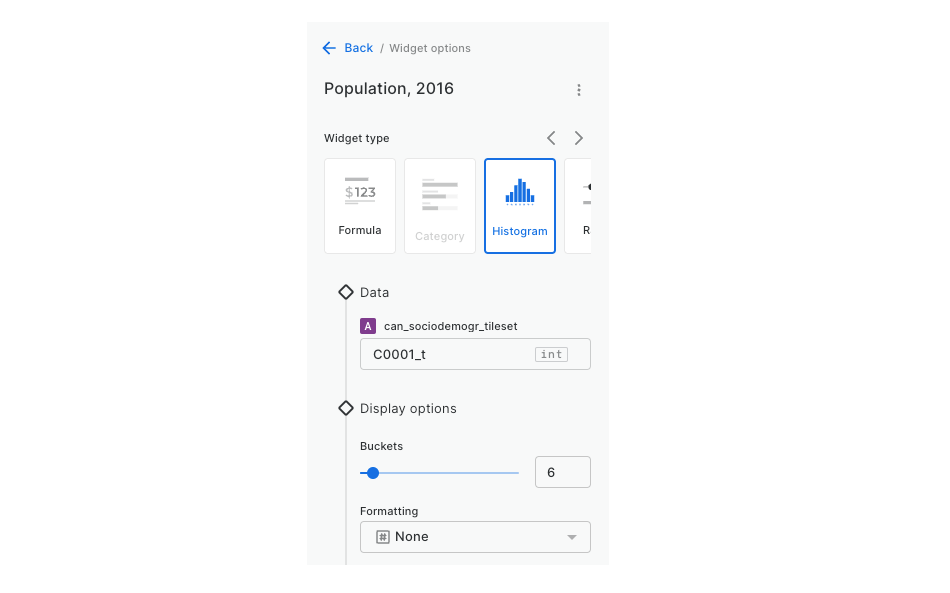 Back / Widget options
Population, 2016
Widget type
$123
Formula
Category
Histogram
R
Data
A can_sociodemogr_tileset
C0001_t int
Display options
Buckets
6
Formatting
# None